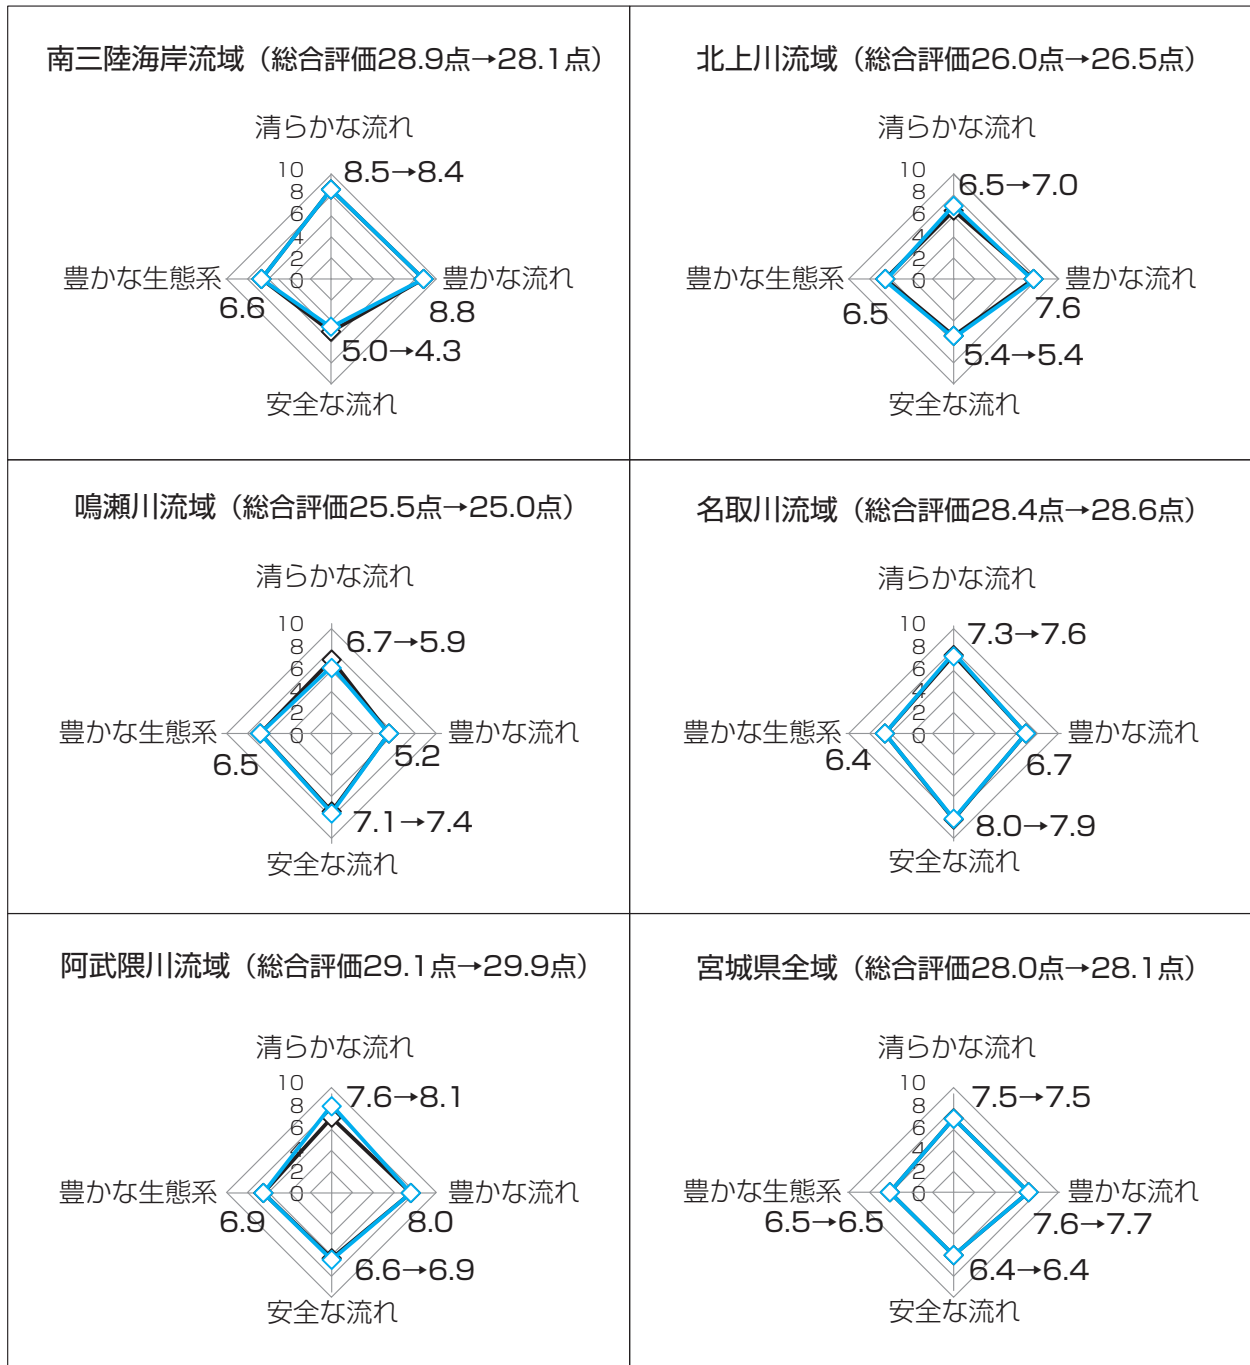 南三陸海岸流域（総合評価28.9点→28.1点）
清らかな流れ
10
8
6
4
2
0
8.5→8.4
豊かな生態系
6.6
豊かな流れ
8.8
5.0→4.3
安全な流れ
北上川流域（総合評価26.0点→26.5点）
清らかな流れ
10
8
6
4
2
0
6.5→7.0
豊かな生態系
6.5
豊かな流れ
7.6
5.4→5.4
安全な流れ
鳴瀬川流域（総合評価25.5点→25.0点）
清らかな流れ
10
8
6
4
2
0
6.7→5.9
豊かな生態系
6.5
豊かな流れ
5.2
7.1→7.4
安全な流れ
名取川流域（総合評価28.4点→28.6点）
清らかな流れ
10
8
6
4
2
0
7.3→7.6
豊かな生態系
6.4
豊かな流れ
6.7
8.0→7.9
安全な流れ
阿武隈川流域（総合評価29.1点→29.9点）
清らかな流れ
10
8
6
4
2
0
7.6→8.1
豊かな生態系
6.9
豊かな流れ
8.0
6.6→6.9
安全な流れ
宮城県全域（総合評価28.0点→28.1点）
清らかな流れ
10
8
6
4
2
0
7.5→7.5
豊かな生態系
6.5→6.5
豊かな流れ
7.6→7.7
6.4→6.4
安全な流れ